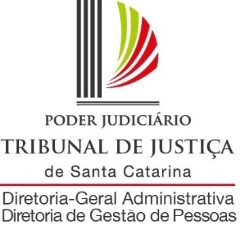 PODER JUDICIÁRIO
TRIBUNAL DE JUSTIÇA
de Santa Catarina
Diretoria-Geral Administrativa
Diretoria de Gestão de Pessoas